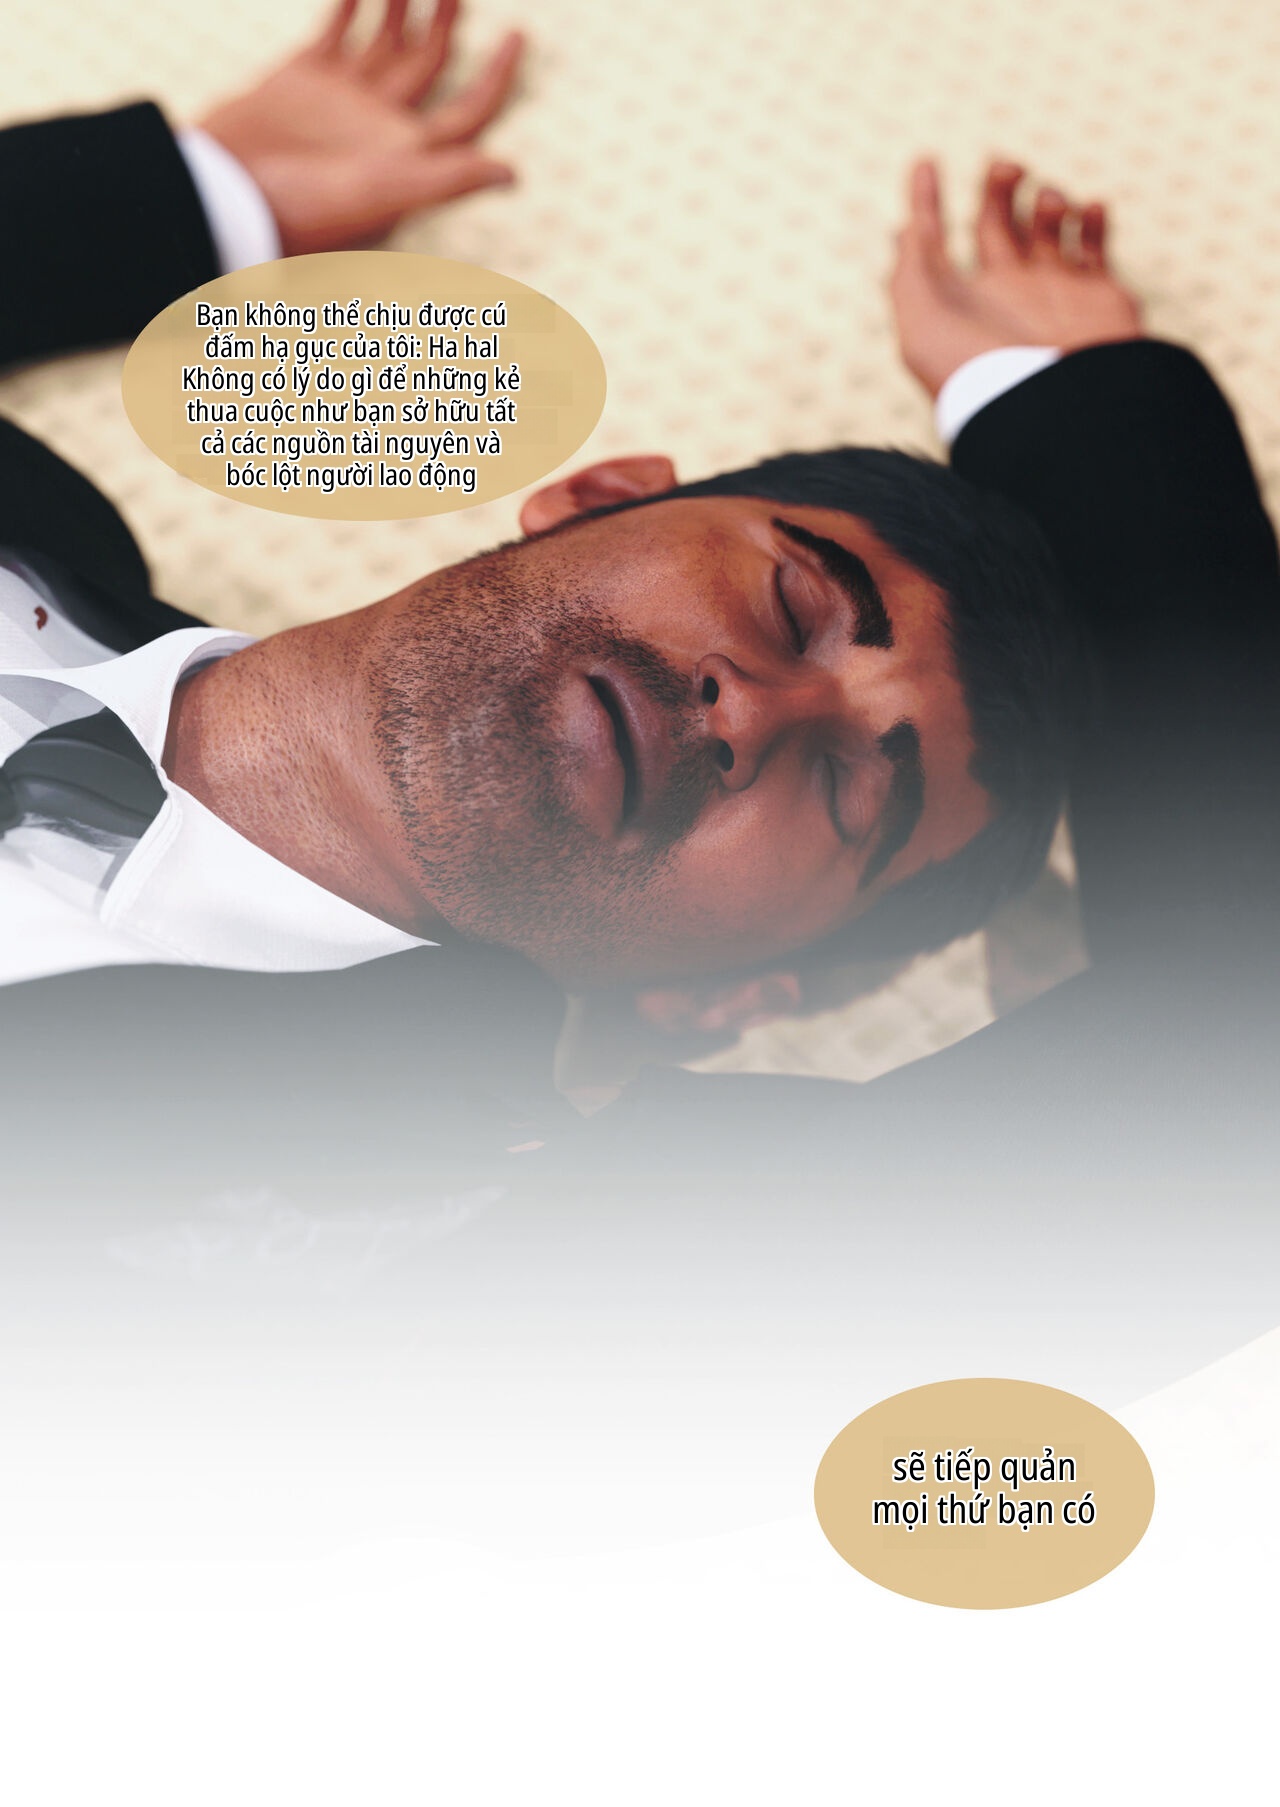 Bạn không thể chịu được cú
đấm hạ gục của tôi: Ha hal
Không có lý do gì để những kẻ
thua cuộc như bạn sở hữu tất
cả các nguồn tài nguyên và
bóc lột người lao động
sẽ tiếp quản
mọi thứ bạn có